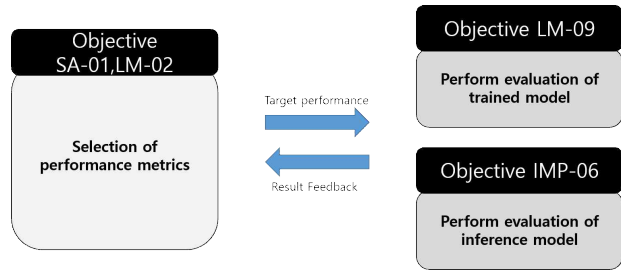 Objective
SA-01,LM-02
Selection of
performance metrics
Target performance
Result Feedback
Objective LM-09
Perform evaluation of
trained model
Objective IMP-06
Perform evaluation of
inference model